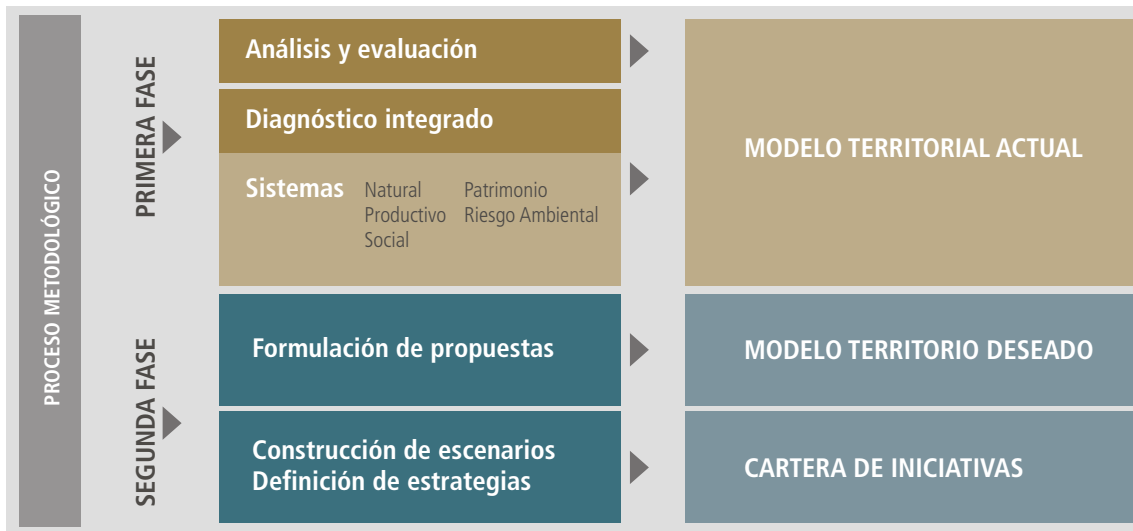 PROCESO METODOLÓGICO
PRIMERA FASE
Análisis y evaluación
Diagnóstico integrado
Sistemas
Natural
Productivo
Social
Patrimonio
Riesgo Ambiental
MODELO TERRITORIAL ACTUAL
SEGUNDA FASE
Formulación de propuestas
MODELO TERRITORIO DESEADO
Construcción de escenarios
Definición de estrategias
CARTERA DE INICIATIVAS